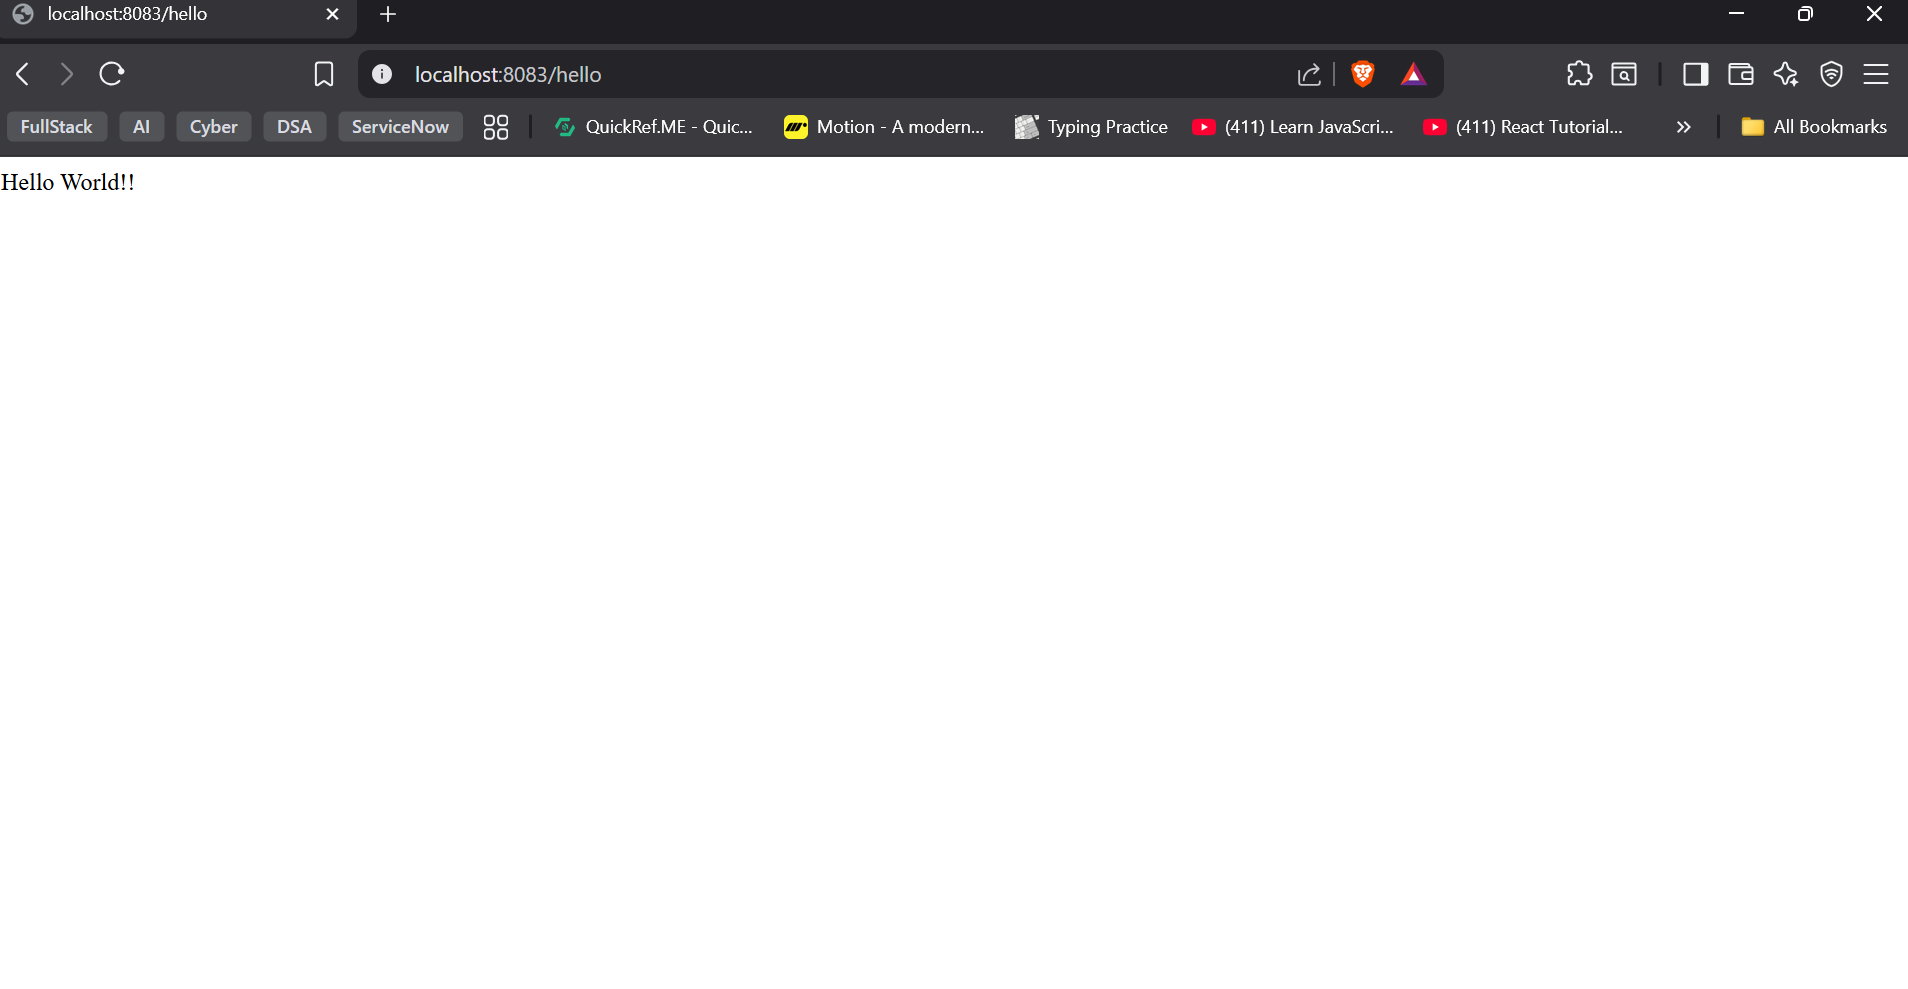 localhost:8083/hello
localhost:8083/hello
FullStack AI Cyber DSA ServiceNow QuickRef.ME - Quic... Motion - A modern... Typing Practice (411) Learn JavaScri... (411) React Tutorial... All Bookmarks
Hello World!!